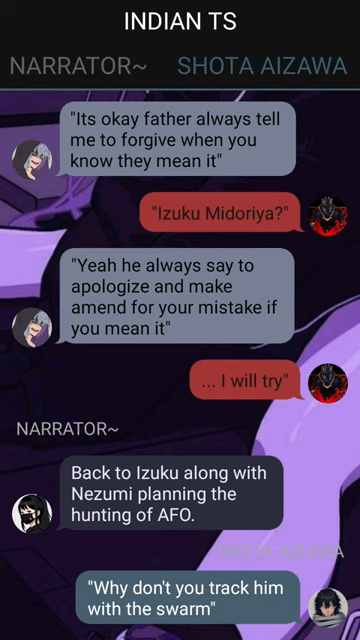 INDIAN TS
NARRATOR~ SHOTA AIZAWA
"Its okay father always tell
me to forgive when you
know they mean it"
"Izuku Midoriya?"
"Yeah he always say to
apologize and make
amend for your mistake if
you mean it"
... I will try"
NARRATOR~
Back to Izuku along with
Nezumi planning the
hunting of AFO.
SHOTA AIZAWA
"Why don't you track him
with the swarm"